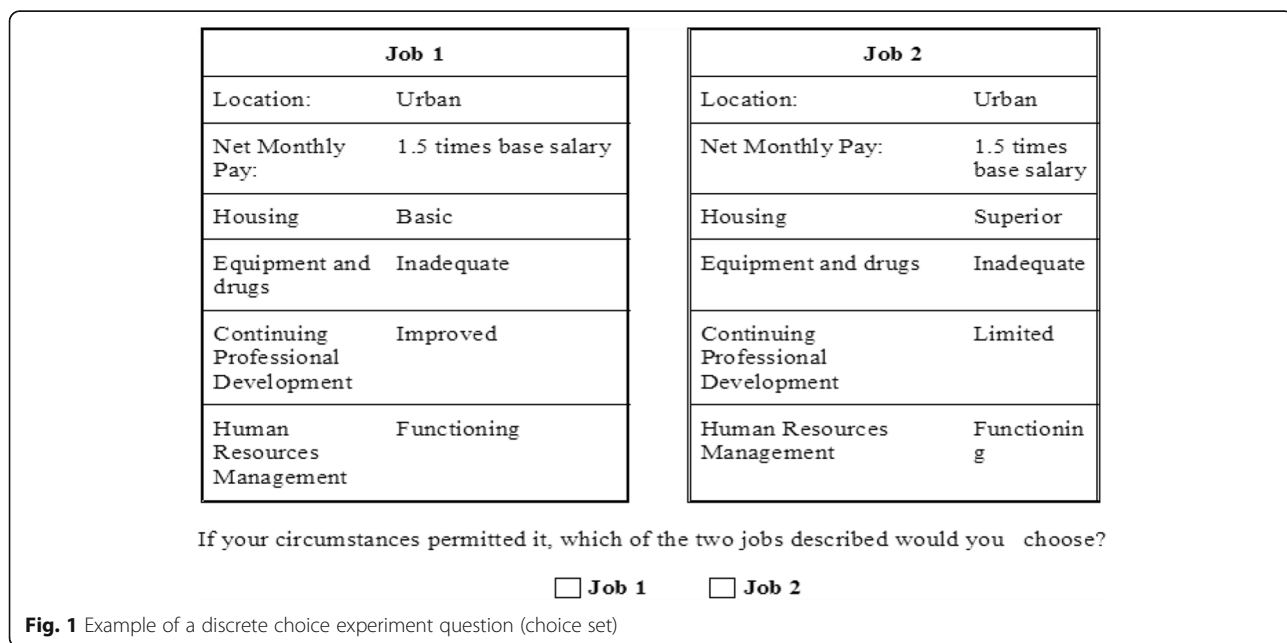 Job 1
Location: Urban
Net Monthly 1.5 times base salary
Pay:
Housing Basic
Equipment and Inadequate
drugs
Continuing Improved
Professional
Development
Human Functioning
Resources
Management
Job 2
Location: Urban
Net Monthly Pay: 1.5 times
base salary
Housing Superior
Equipment and drugs Inadequate
Continuing Limited
Professional
Development
Human Resources Functionin
Management g
If your circumstances permitted it, which of the two jobs described would you choose?
Job 1 Job 2
Fig. 1 Example of a discrete choice experiment question (choice set)